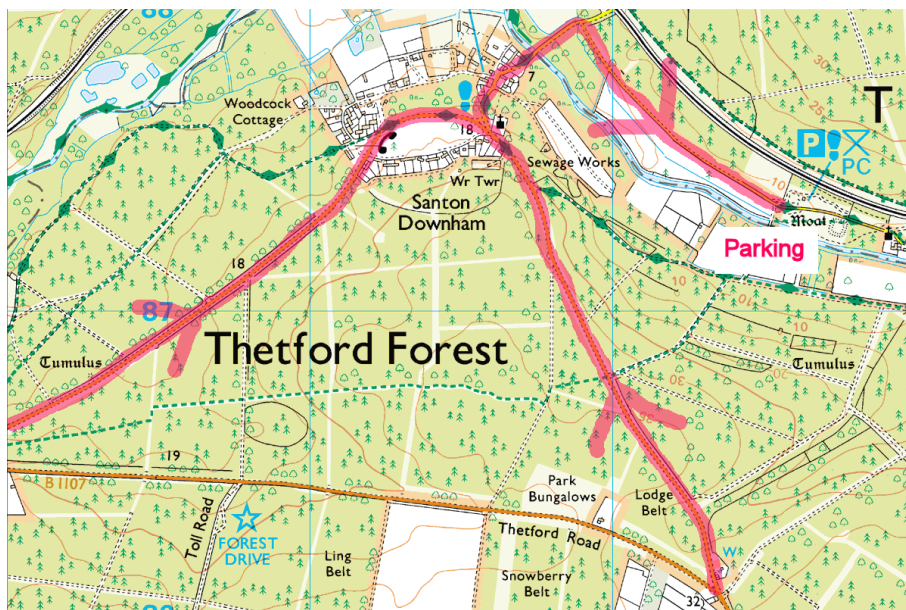 88
7
T
Woodcock
Cottage
18
Sewage Works
P
PC
10
25
30
Wr Twr
Santon
Downham
Moat
Parking
18
10
10
10
87
Thetford Forest
Tumulus
Tumulus
20
30
19
B 1107
Park
Bungalows
Lodge
Belt
Toll Road
FOREST
DRIVE
Thetford Road
Ling
Belt
W
Snowberry
Belt
32